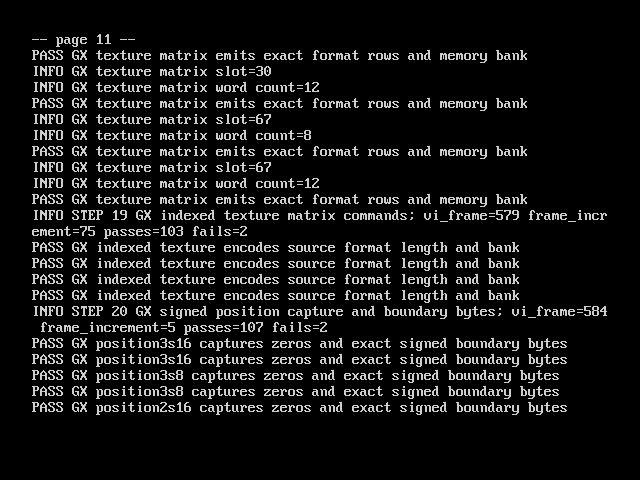 -- page 11 --
PASS GX texture matrix emits exact format rows and memory bank
INFO GX texture matrix slot=30
INFO GX texture matrix word count=12
PASS GX texture matrix emits exact format rows and memory bank
INFO GX texture matrix slot=67
INFO GX texture matrix word count=8
PASS GX texture matrix emits exact format rows and memory bank
INFO GX texture matrix slot=67
INFO GX texture matrix word count=12
PASS GX texture matrix emits exact format rows and memory bank
INFO STEP 19 GX indexed texture matrix commands; vi_frame=579 frame_incr
ement=75 passes=103 fails=2
PASS GX indexed texture encodes source format length and bank
PASS GX indexed texture encodes source format length and bank
PASS GX indexed texture encodes source format length and bank
PASS GX indexed texture encodes source format length and bank
INFO STEP 20 GX signed position capture and boundary bytes; vi_frame=584
 frame_increment=5 passes=107 fails=2
PASS GX position3s16 captures zeros and exact signed boundary bytes
PASS GX position3s16 captures zeros and exact signed boundary bytes
PASS GX position3s8 captures zeros and exact signed boundary bytes
PASS GX position3s8 captures zeros and exact signed boundary bytes
PASS GX position2s16 captures zeros and exact signed boundary bytes